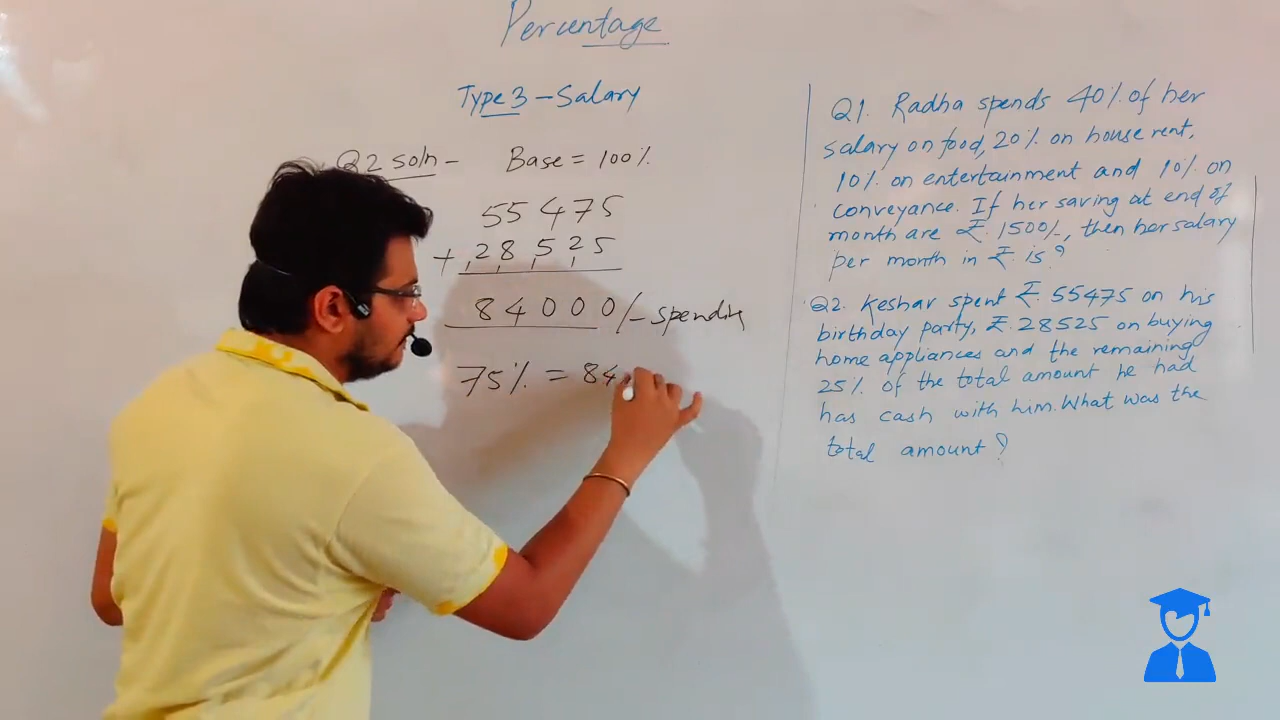 Percentage
Type 3 - Salary
Q2 soln - Base = 100%
55475
+ 28,525
84000/- spending
75% = 84
Q1. Radha spends 40% of her
salary on food, 20% on house rent,
10% on entertainment and 10% on
conveyance. If her saving at end of
month are ₹. 1500/-, then her salary
per month in ₹ is?
Q2. Keshav spent ₹. 55475 on his
birthday party, ₹. 28525 on buying
home appliances and the remaining
25% of the total amount he had
has cash with him. What was the
total amount?